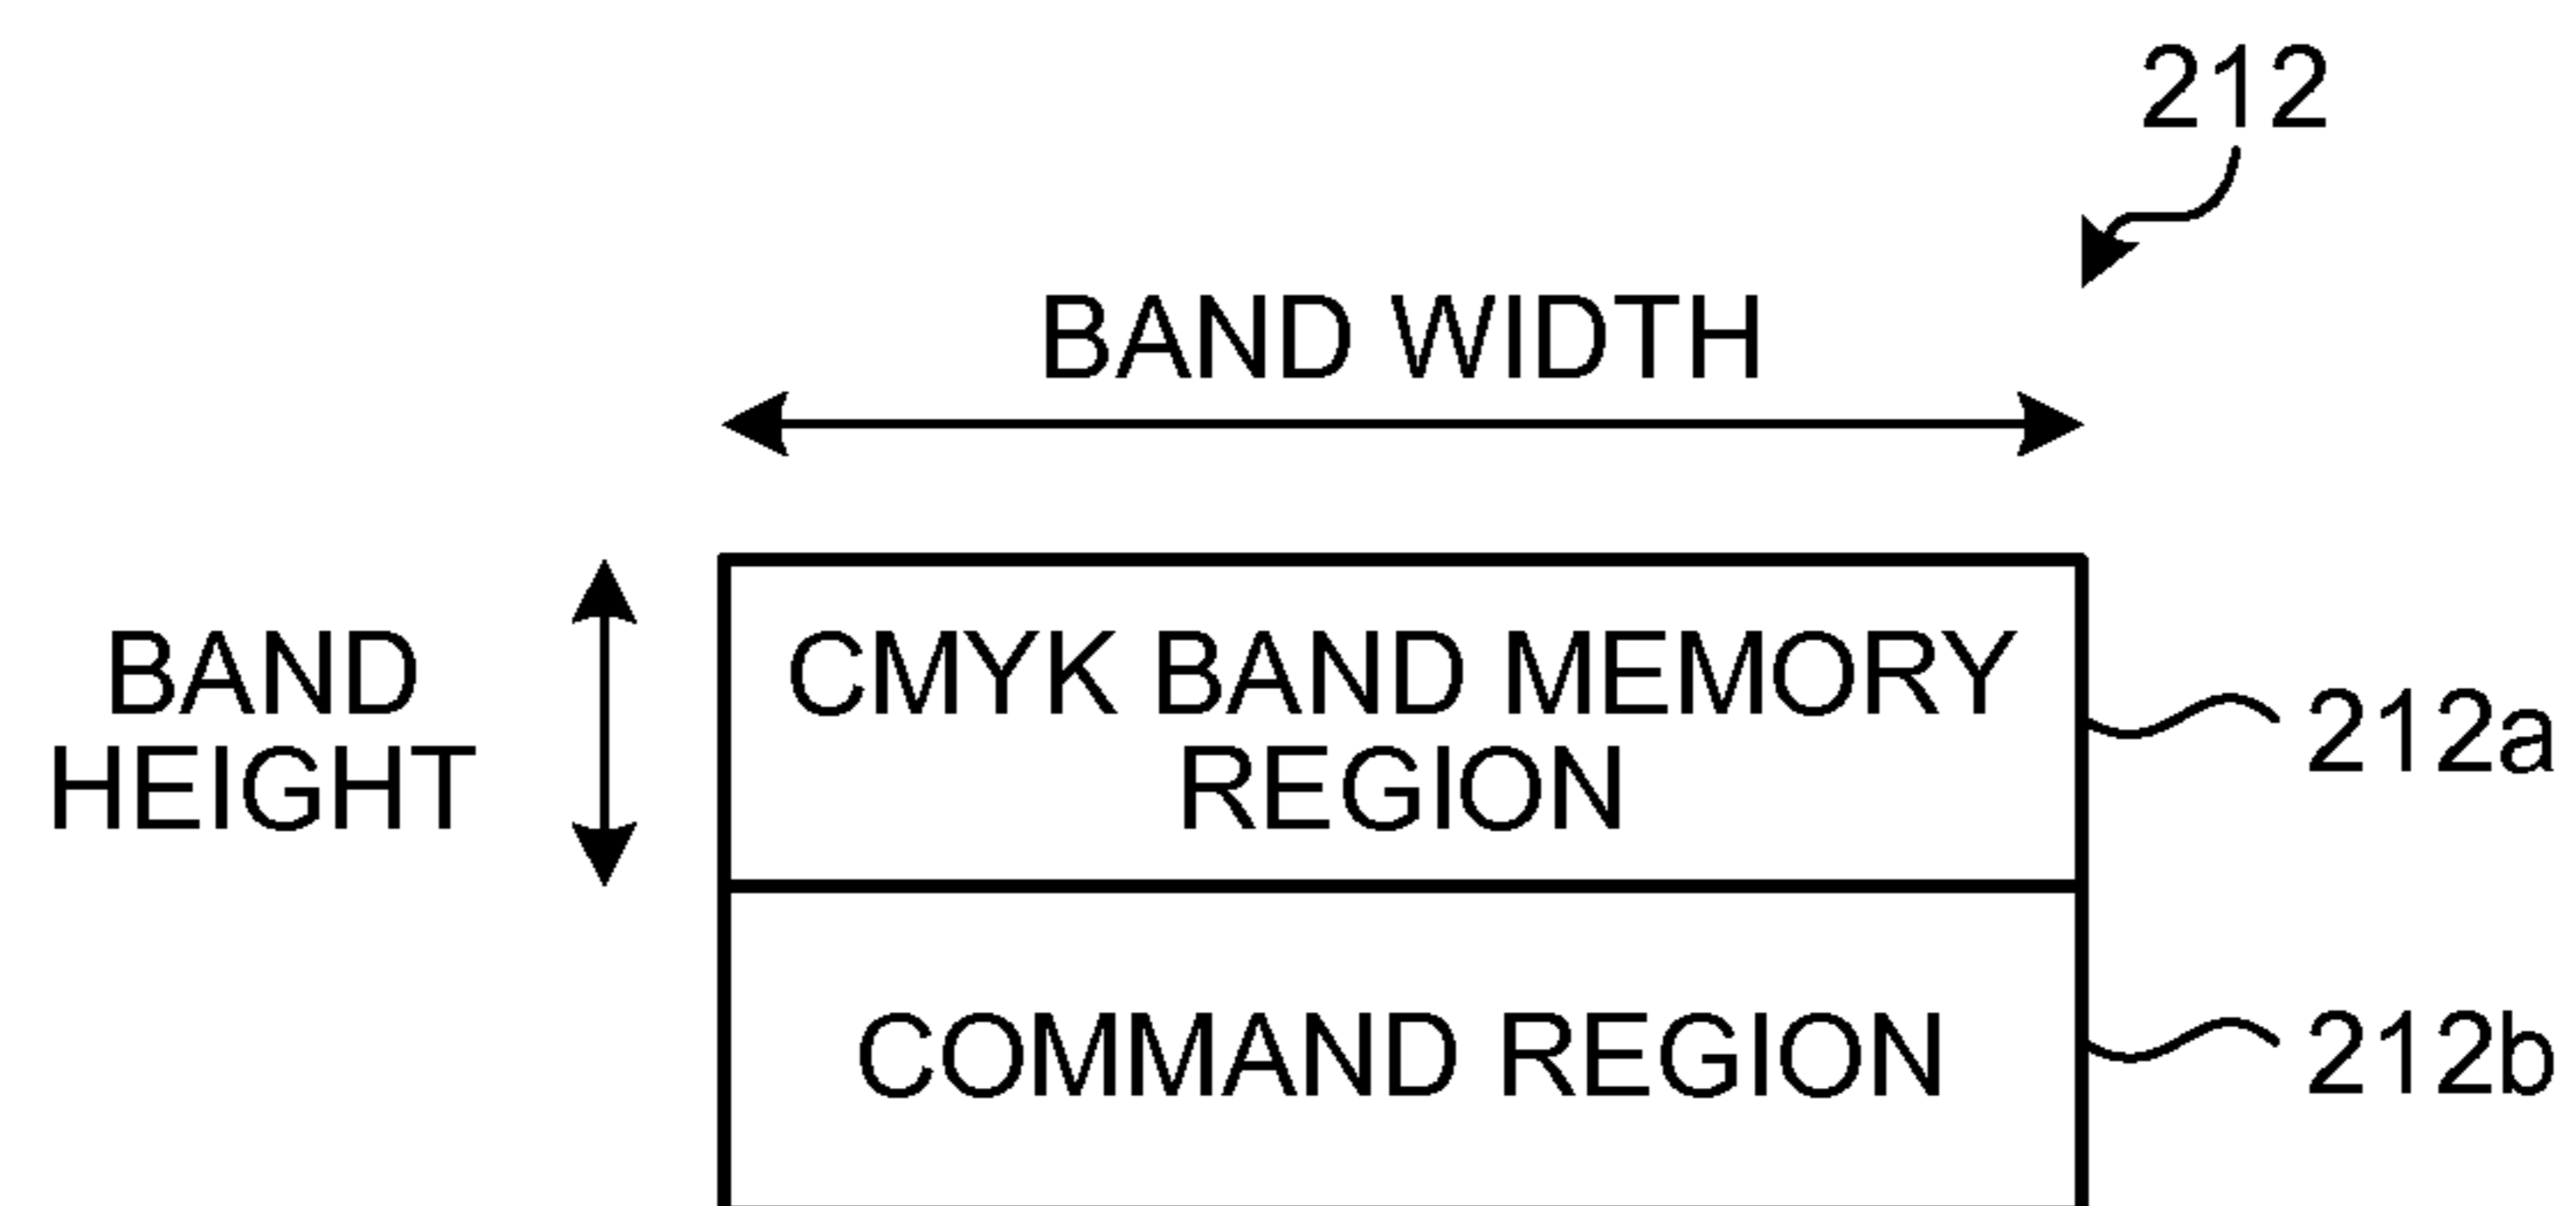 212
BAND WIDTH
BAND
HEIGHT
CMYK BAND MEMORY
REGION
212a
COMMAND REGION
212b